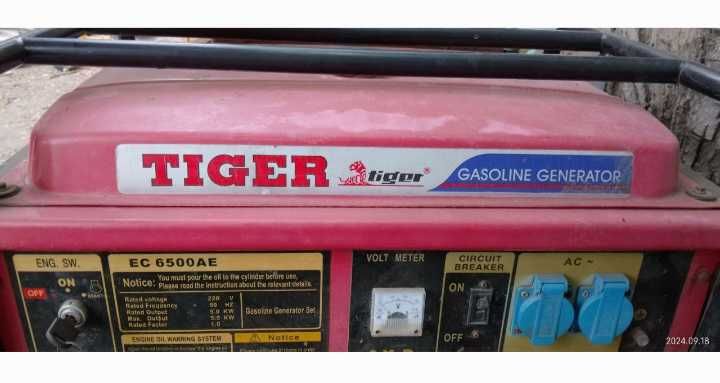 TIGER
tiger®
GASOLINE GENERATOR
ENG. SW.
OFF
ON
START
EC 6500AE
Notice: You must pour the oil to the cylinder before use,
Please read the instruction about the relevant details.
Rated voltage 220 V
Rated Frequency 50 HZ
Rated Output 5.0 KW
Max. Output 5.5 KW
Rated Factor 1.0
Gasoline Generator Set
ENGINE OIL WARNING SYSTEM
Notice
VOLT METER
V
CIRCUIT
BREAKER
ON
OFF
AC ~
2024.09.18